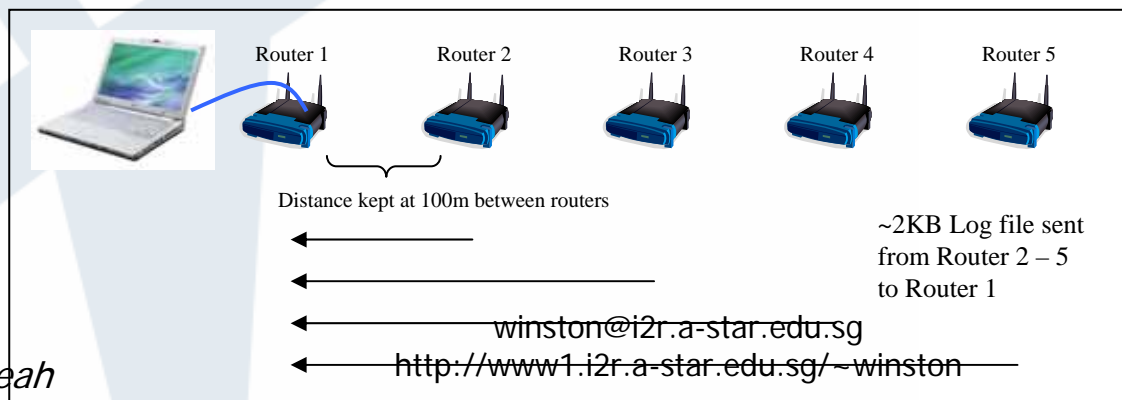 Router 1 Router 2 Router 3 Router 4 Router 5
Distance kept at 100m between routers
~2KB Log file sent
from Router 2 – 5
to Router 1
winston@i2r.a-star.edu.sg
http://www1.i2r.a-star.edu.sg/~winston
eah